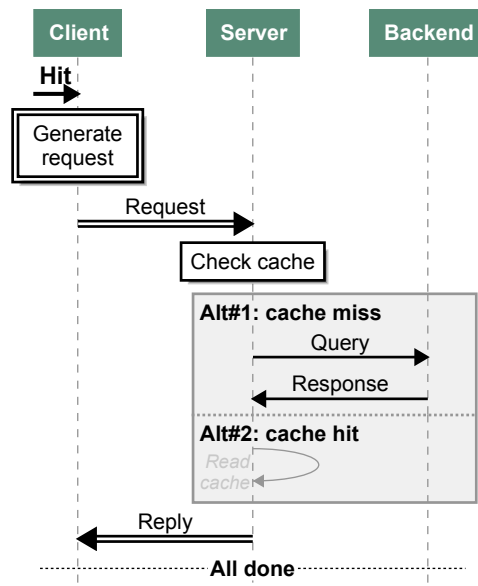 Client Server Backend
Hit
Generate
request
Request
Check cache
Alt#1: cache miss
Query
Response
Alt#2: cache hit
Read
cache
Reply
All done